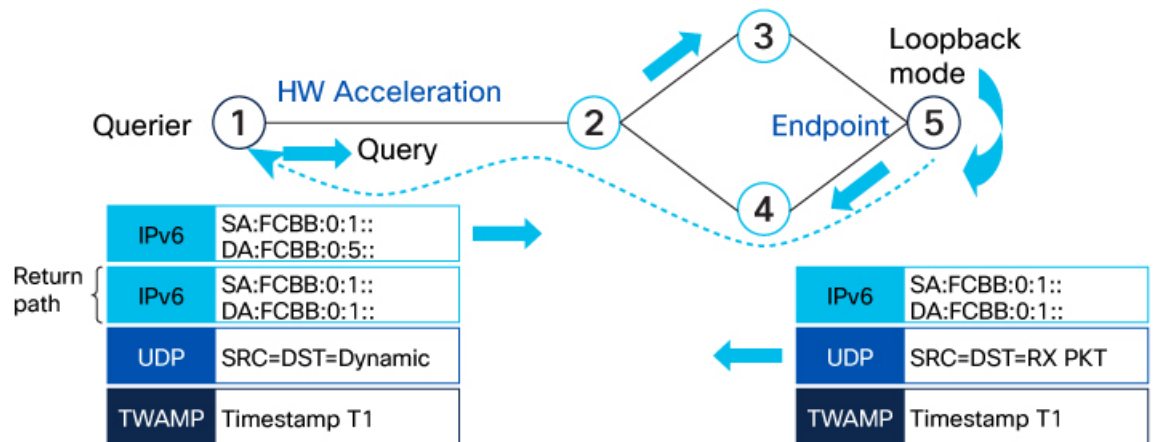 3
Loopback
mode
HW Acceleration
Querier 1 2 Endpoint 5
Query
4
IPv6 SA:FCBB:0:1::
DA:FCBB:0:5::
Return
path
IPv6 SA:FCBB:0:1::
DA:FCBB:0:1::
UDP SRC=DST=Dynamic
TWAMP Timestamp T1
IPv6 SA:FCBB:0:1::
DA:FCBB:0:1::
UDP SRC=DST=RX PKT
TWAMP Timestamp T1